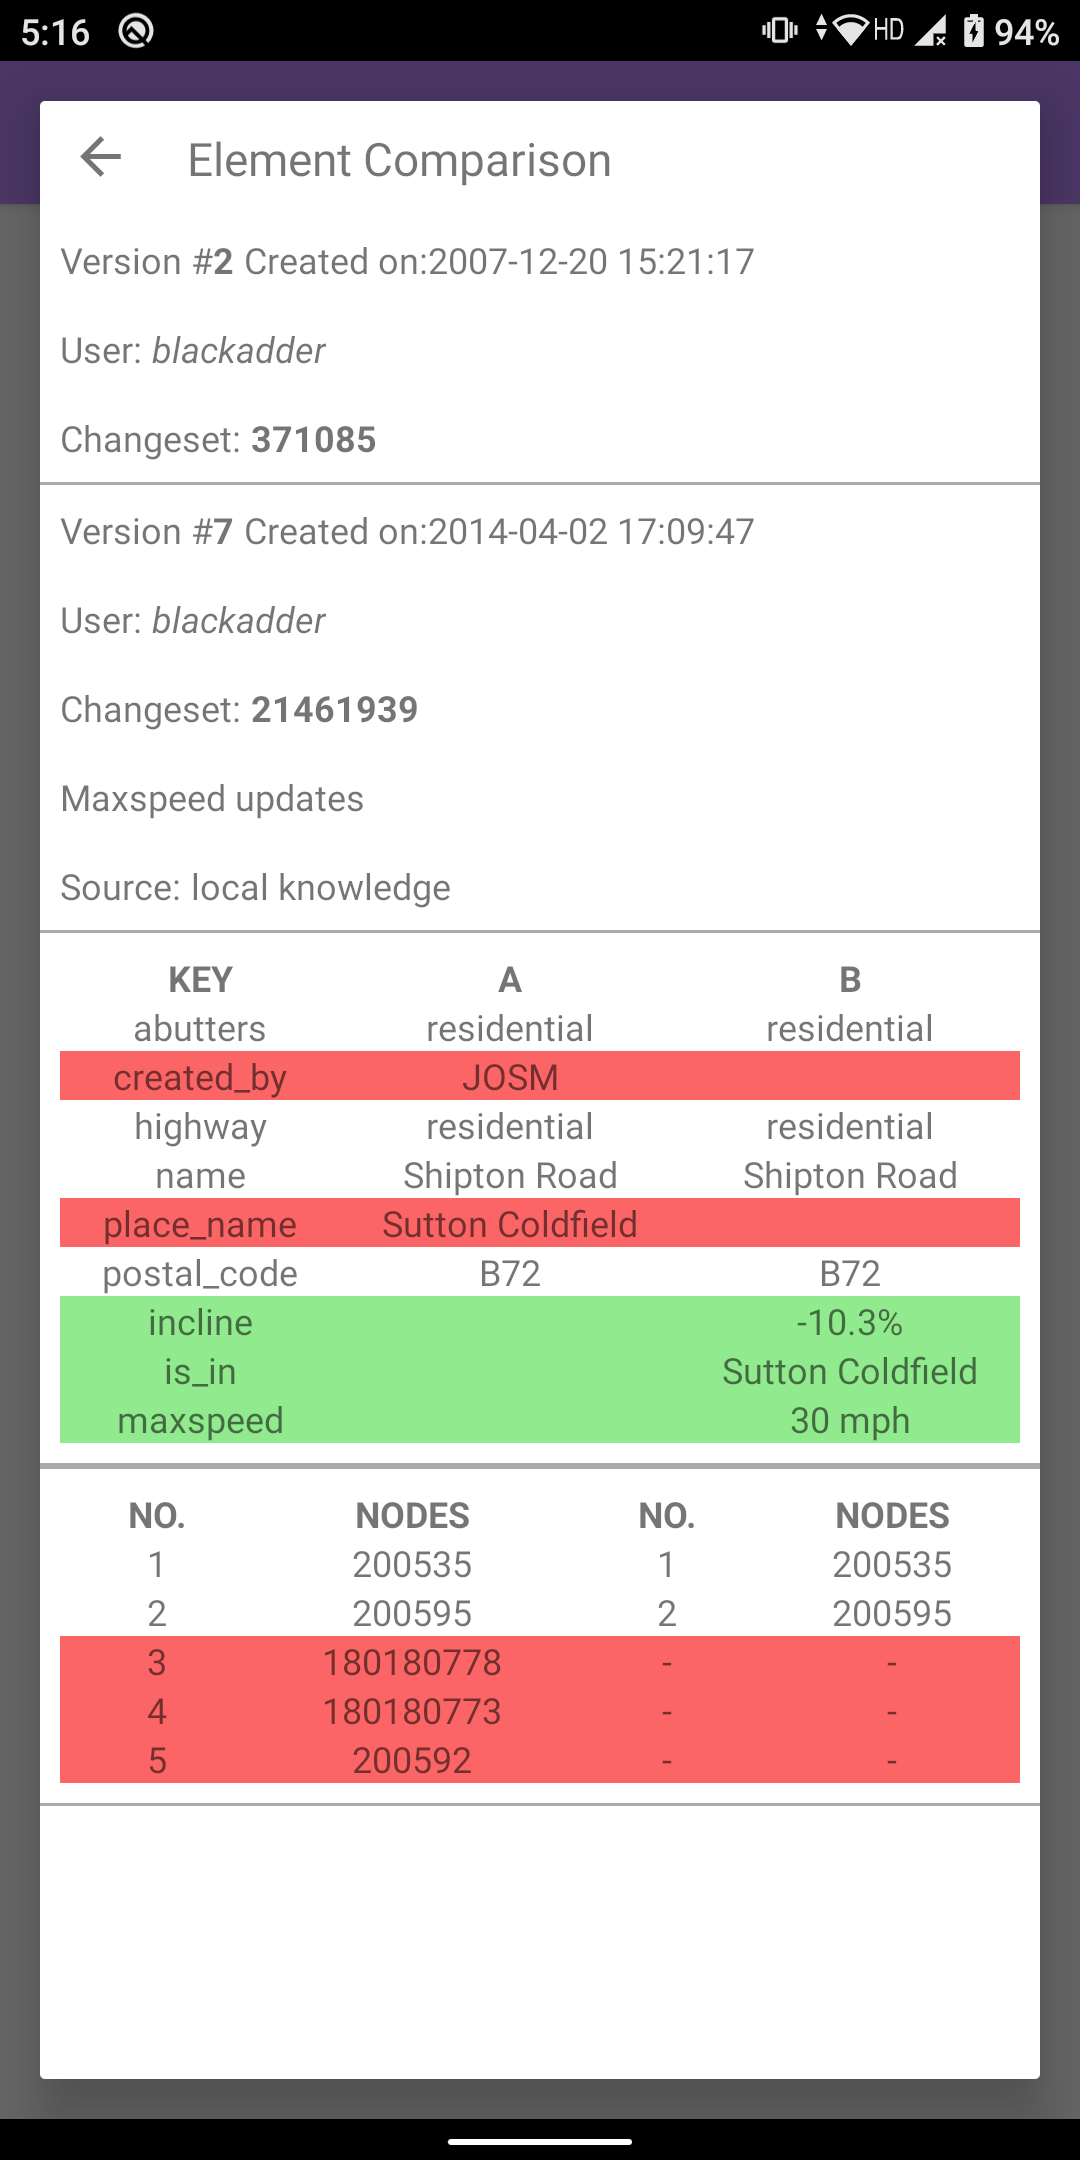 5:16 HD 94%
Element Comparison
Version #2 Created on:2007-12-20 15:21:17
User: blackadder
Changeset: 371085
Version #7 Created on:2014-04-02 17:09:47
User: blackadder
Changeset: 21461939
Maxspeed updates
Source: local knowledge
KEY A B
abutters residential residential
created_by JOSM
highway residential residential
name Shipton Road Shipton Road
place_name Sutton Coldfield
postal_code B72 B72
incline -10.3%
is_in Sutton Coldfield
maxspeed 30 mph
NO. NODES NO. NODES
1 200535 1 200535
2 200595 2 200595
3 180180778 - -
4 180180773 - -
5 200592 - -